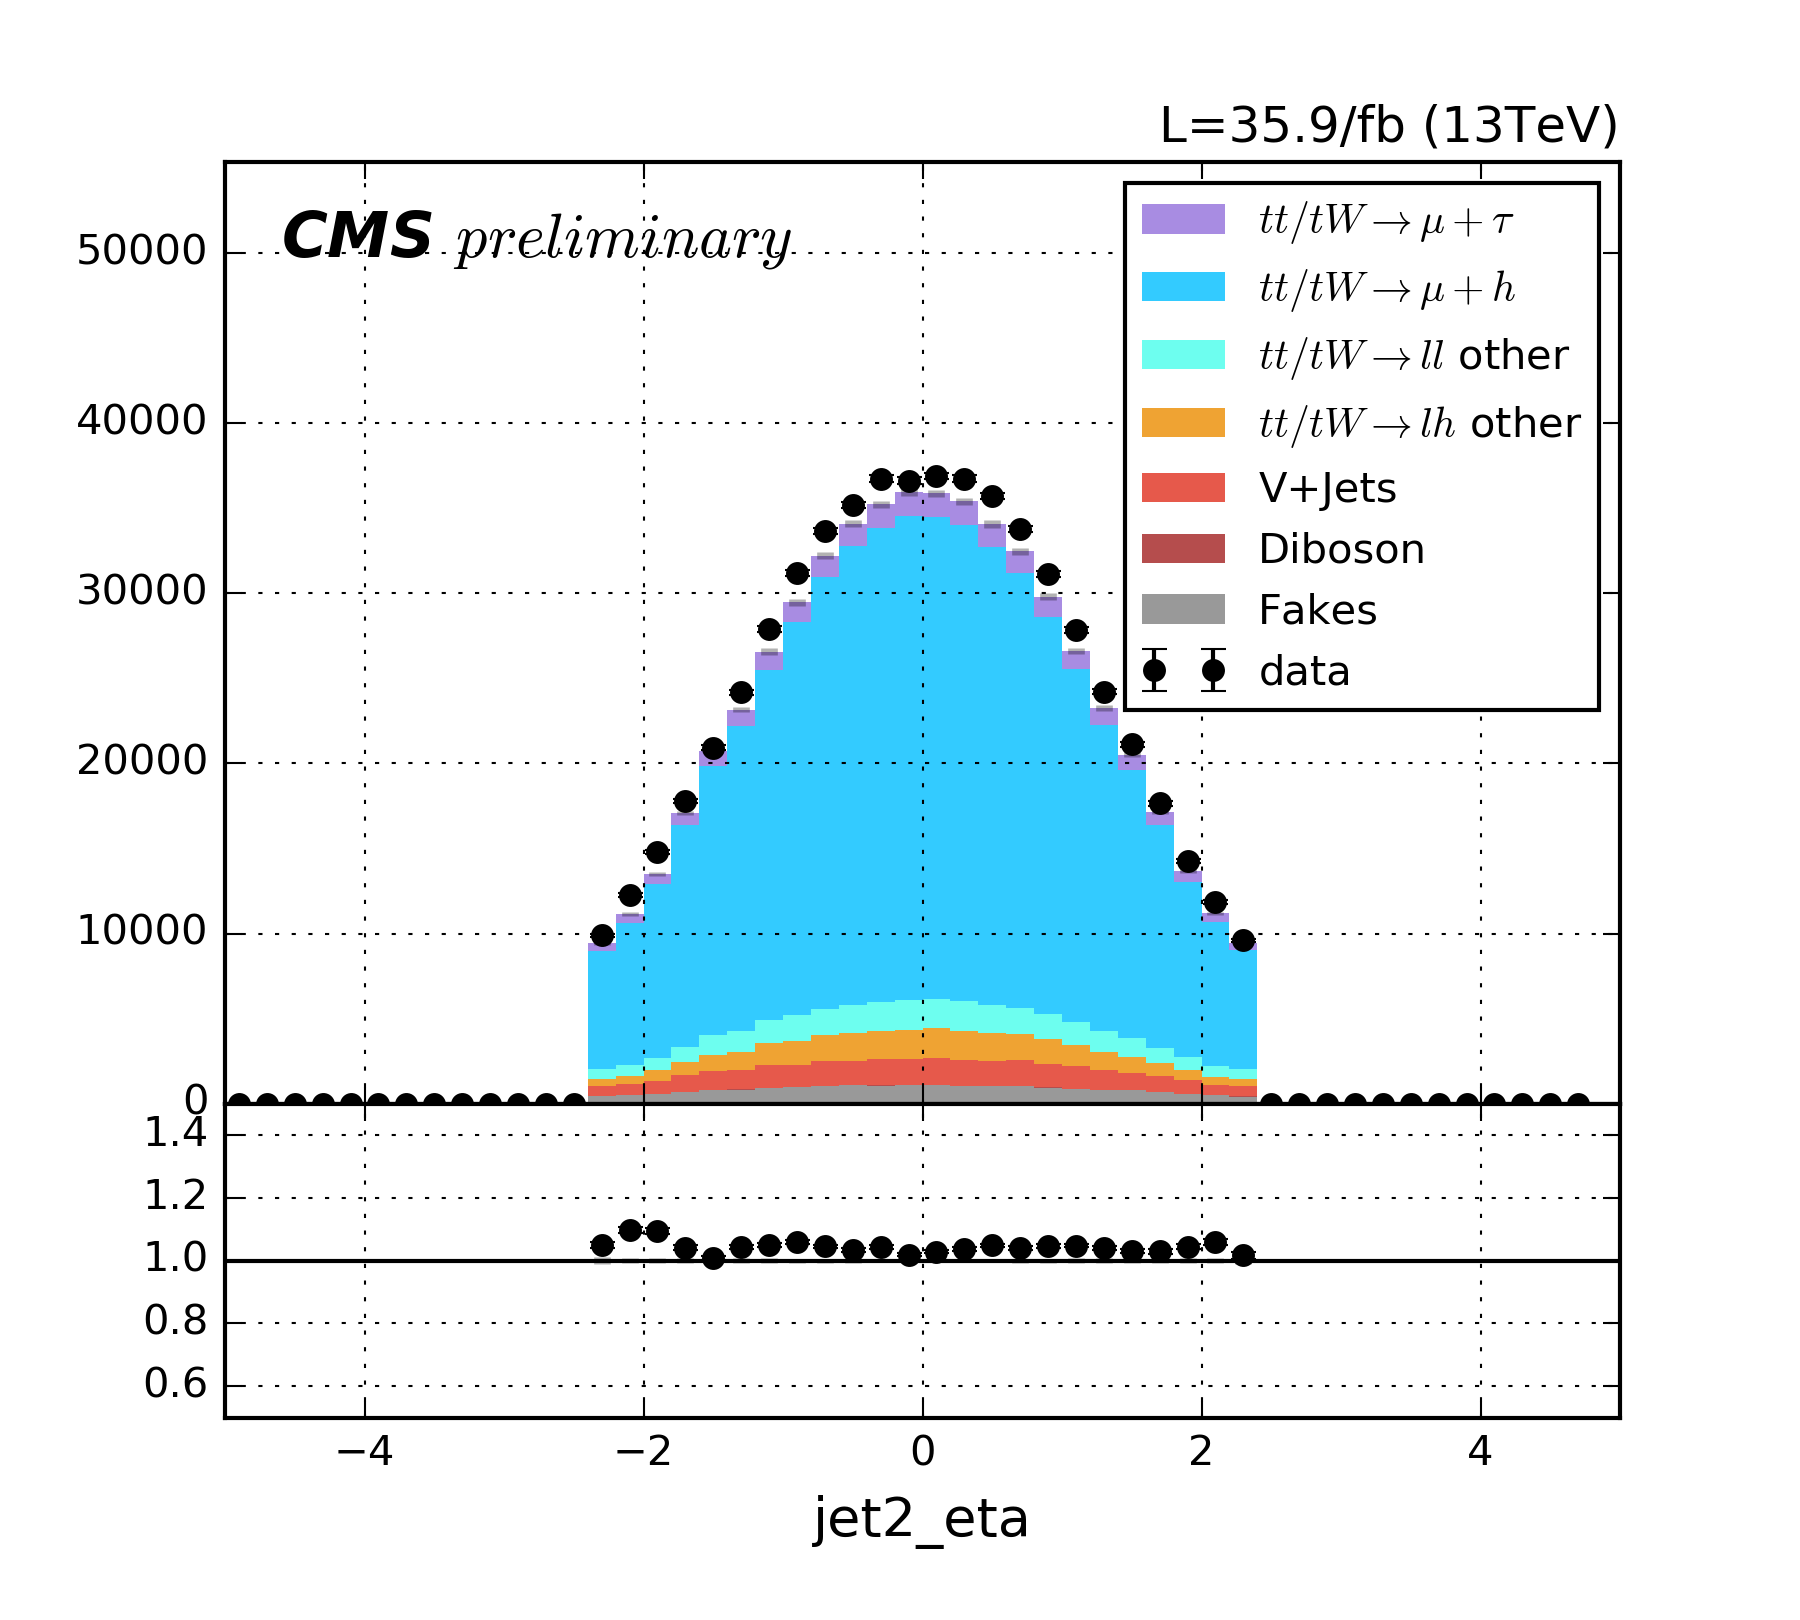 L=35.9/fb (13TeV)
CMS preliminary
tt/tW→μ+τ
tt/tW→μ+h
tt/tW→ll other
tt/tW→lh other
V+Jets
Diboson
Fakes
data
50000
40000
30000
20000
10000
0
1.4
1.2
1.0
0.8
0.6
−4 −2 0 2 4
jet2_eta